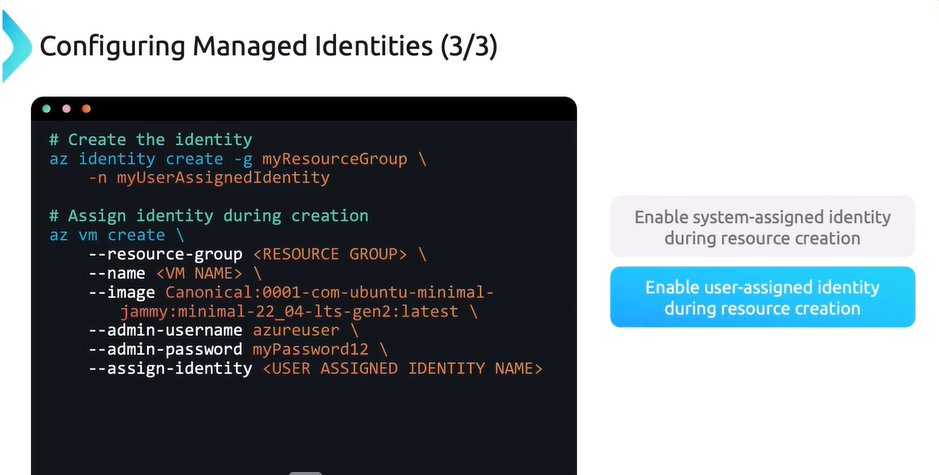 Configuring Managed Identities (3/3)
# Create the identity
az identity create -g myResourceGroup \
-n myUserAssignedIdentity
# Assign identity during creation
az vm create \
--resource-group <RESOURCE GROUP> \
--name <VM NAME> \
--image Canonical:0001-com-ubuntu-minimal-
jammy:minimal-22_04-lts-gen2:latest \
--admin-username azureuser \
--admin-password myPassword12 \
--assign-identity <USER ASSIGNED IDENTITY NAME>
Enable system-assigned identity
during resource creation
Enable user-assigned identity
during resource creation